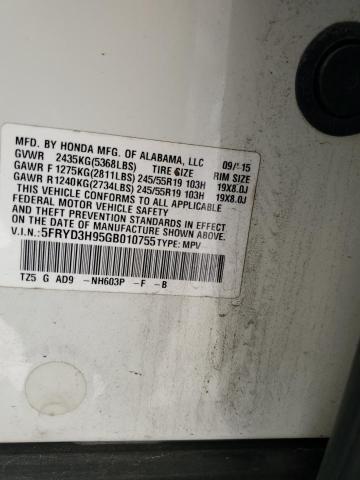 MFD. BY HONDA MFG. OF ALABAMA, LLC 09/15
GVWR 2435KG(5368LBS) TIRE SIZE RIM SIZE
GAWR F 1275KG(2811LBS) 245/55R19 103H 19X8.0J
GAWR R 1240KG(2734LBS) 245/55R19 103H 19X8.0J
THIS VEHICLE CONFORMS TO ALL APPLICABLE
FEDERAL MOTOR VEHICLE SAFETY
AND THEFT PREVENTION STANDARDS IN EFFECT
ON THE DATE OF MANUFACTURE SHOWN ABOVE.
V.I.N.: 5FRYD3H95GB010755 TYPE: MPV
TZ5 G AD9 -NH603P -F -B